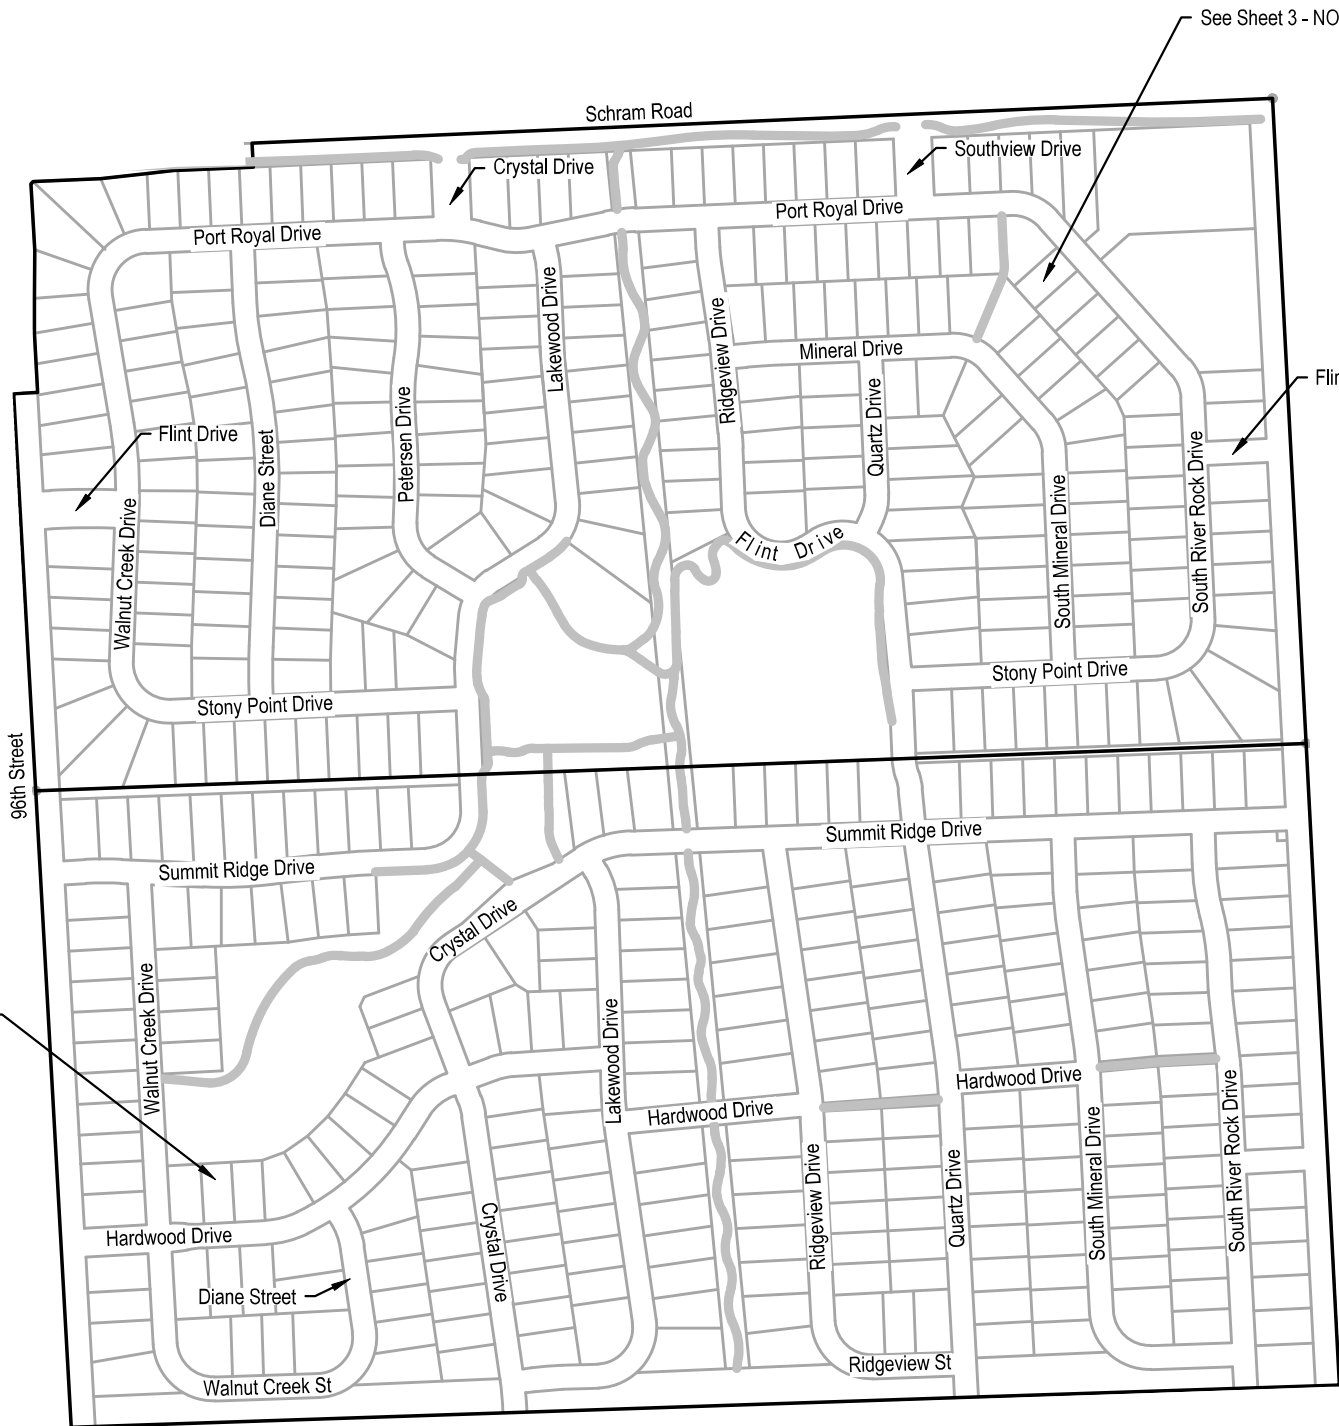 See Sheet 3 - NO
Schram Road
Crystal Drive
Southview Drive
Port Royal Drive
Port Royal Drive
Lakewood Drive
Ridgeview Drive
Mineral Drive
Quartz Drive
Flin
Flint Drive
Petersen Drive
Diane Street
Walnut Creek Drive
Flint Drive
South Mineral Drive
South River Rock Drive
Stony Point Drive
Stony Point Drive
96th Street
Summit Ridge Drive
Summit Ridge Drive
Crystal Drive
Walnut Creek Drive
Lakewood Drive
Hardwood Drive
Hardwood Drive
Ridgeview Drive
Quartz Drive
South Mineral Drive
South River Rock Drive
Hardwood Drive
Crystal Drive
Diane Street
Walnut Creek St
Ridgeview St